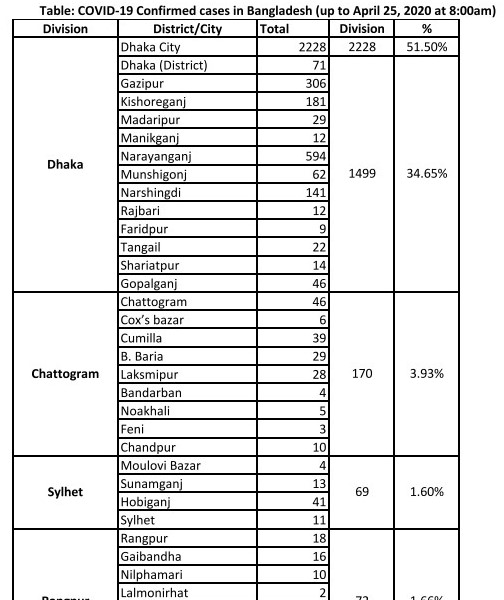 Table: COVID-19 Confirmed cases in Bangladesh (up to April 25, 2020 at 8:00am)
Division District/City Total Division %
Dhaka City 2228 2228 51.50%
Dhaka (District) 71
Gazipur 306
Kishoreganj 181
Madaripur 29
Manikganj 12
Narayanganj 594
Dhaka
Munshigonj 62
1499 34.65%
Narshingdi 141
Rajbari 12
Faridpur 9
Tangail 22
Shariatpur 14
Gopalganj 46
Chattogram 46
Cox's bazar 6
Cumilla 39
B. Baria 29
Chattogram Laksmipur 28 170 3.93%
Bandarban 4
Noakhali 5
Feni 3
Chandpur 10
Moulovi Bazar 4
Sunamganj 13
Sylhet 69 1.60%
Hobiganj 41
Sylhet 11
Rangpur 18
Gaibandha 16
Nilphamari 10
Lalmonirhat 2
Rangpur 72 1.66%